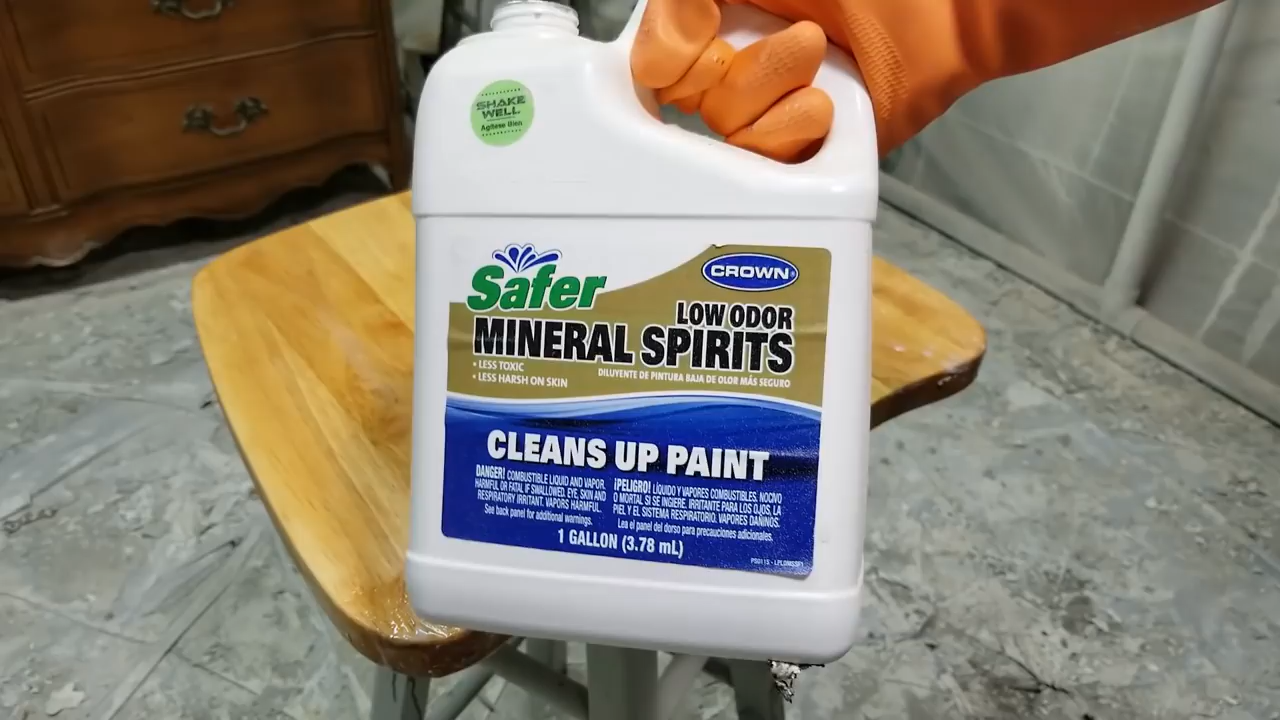 SHAKE
WELL
Agítese Bien
Safer
CROWN®
LOW ODOR
MINERAL SPIRITS
• LESS TOXIC
• LESS HARSH ON SKIN
DILUYENTE DE PINTURA BAJA DE OLOR MÁS SEGURO
CLEANS UP PAINT
DANGER! COMBUSTIBLE LIQUID AND VAPOR.
HARMFUL OR FATAL IF SWALLOWED. EYE, SKIN AND
RESPIRATORY IRRITANT. VAPORS HARMFUL.
See back panel for additional warnings.
¡PELIGRO! LÍQUIDO Y VAPORES COMBUSTIBLES. NOCIVO
O MORTAL SI SE INGIERE. IRRITANTE PARA LOS OJOS, LA
PIEL Y EL SISTEMA RESPIRATORIO. VAPORES DAÑINOS.
Lea el panel del dorso para precauciones adicionales.
1 GALLON (3.78 mL)